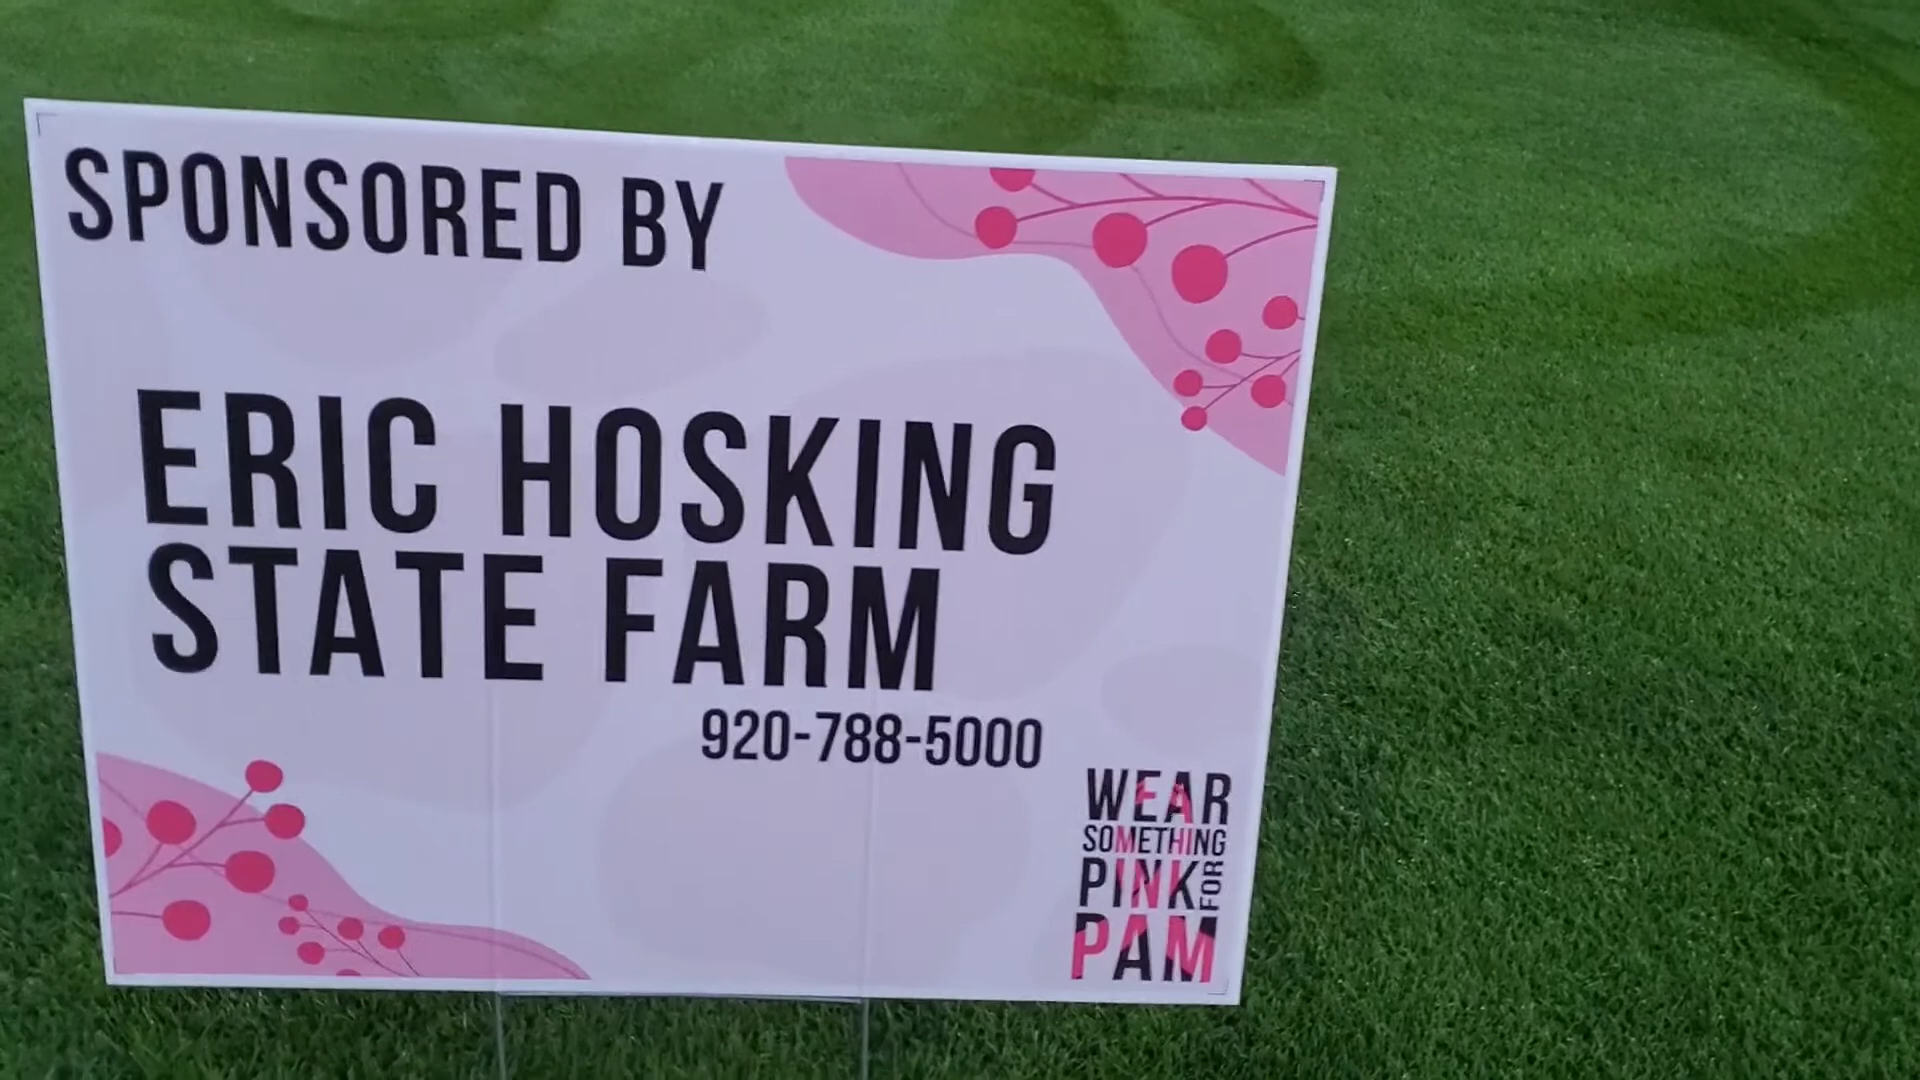 SPONSORED BY
ERIC HOSKING
STATE FARM
920-788-5000
WEAR
SOMETHING
PINK FOR
PAM